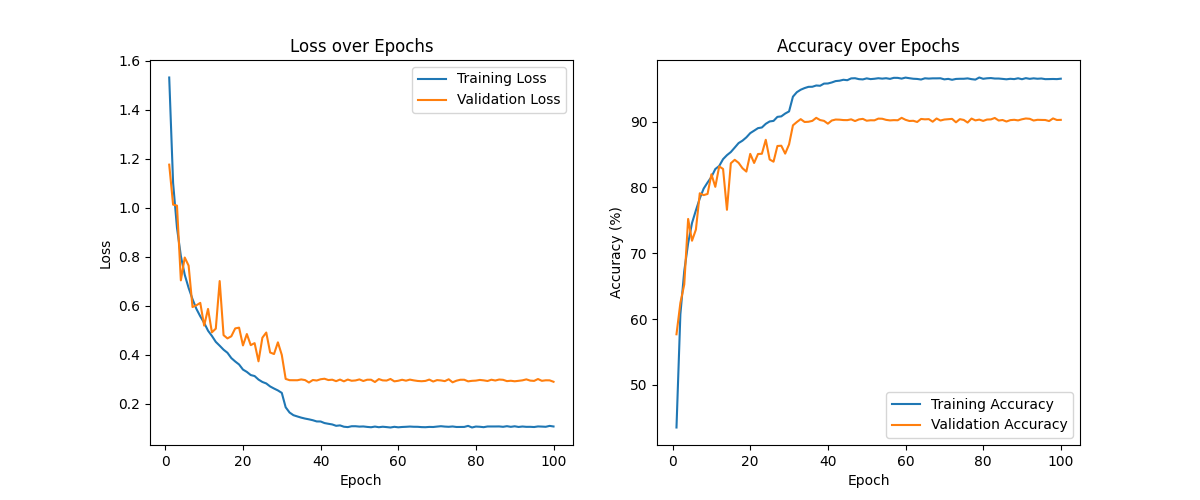 Loss over Epochs
Loss
1.6
1.4
1.2
1.0
0.8
0.6
0.4
0.2
Training Loss
Validation Loss
0 20 40 60 80 100
Epoch
Accuracy over Epochs
Accuracy (%)
90
80
70
60
50
Training Accuracy
Validation Accuracy
0 20 40 60 80 100
Epoch